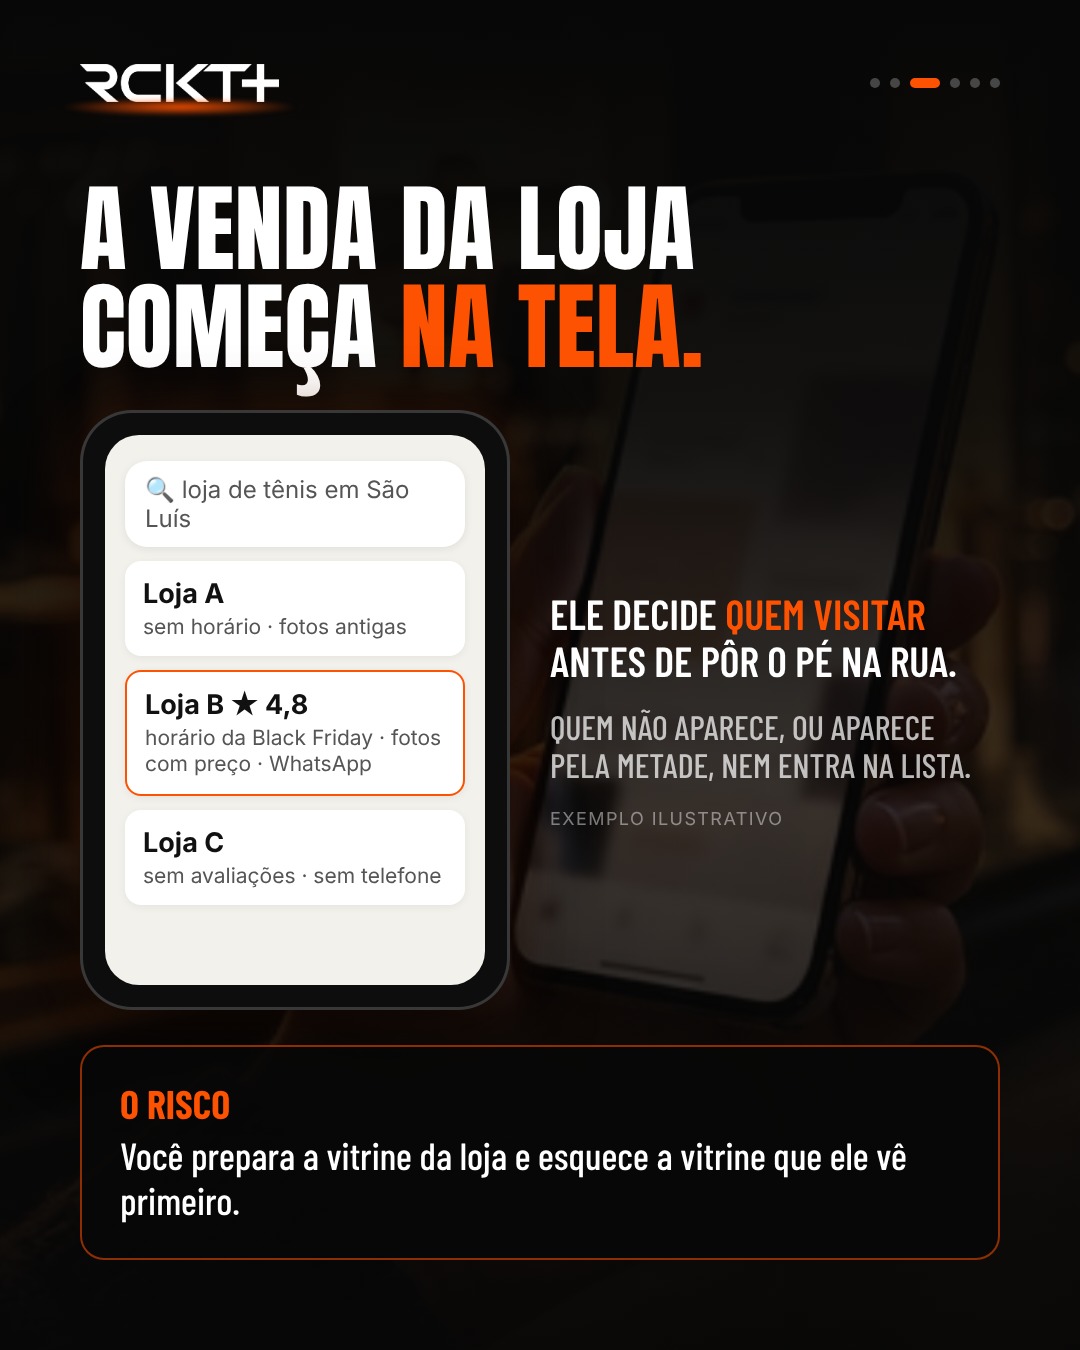 RCKT+
A VENDA DA LOJA
COMEÇA NA TELA.
🔍 loja de tênis em São
Luís
Loja A
sem horário · fotos antigas
Loja B ★ 4,8
horário da Black Friday · fotos
com preço · WhatsApp
Loja C
sem avaliações · sem telefone
ELE DECIDE QUEM VISITAR
ANTES DE PÔR O PÉ NA RUA.
QUEM NÃO APARECE, OU APARECE
PELA METADE, NEM ENTRA NA LISTA.
EXEMPLO ILUSTRATIVO
O RISCO
Você prepara a vitrine da loja e esquece a vitrine que ele vê
primeiro.